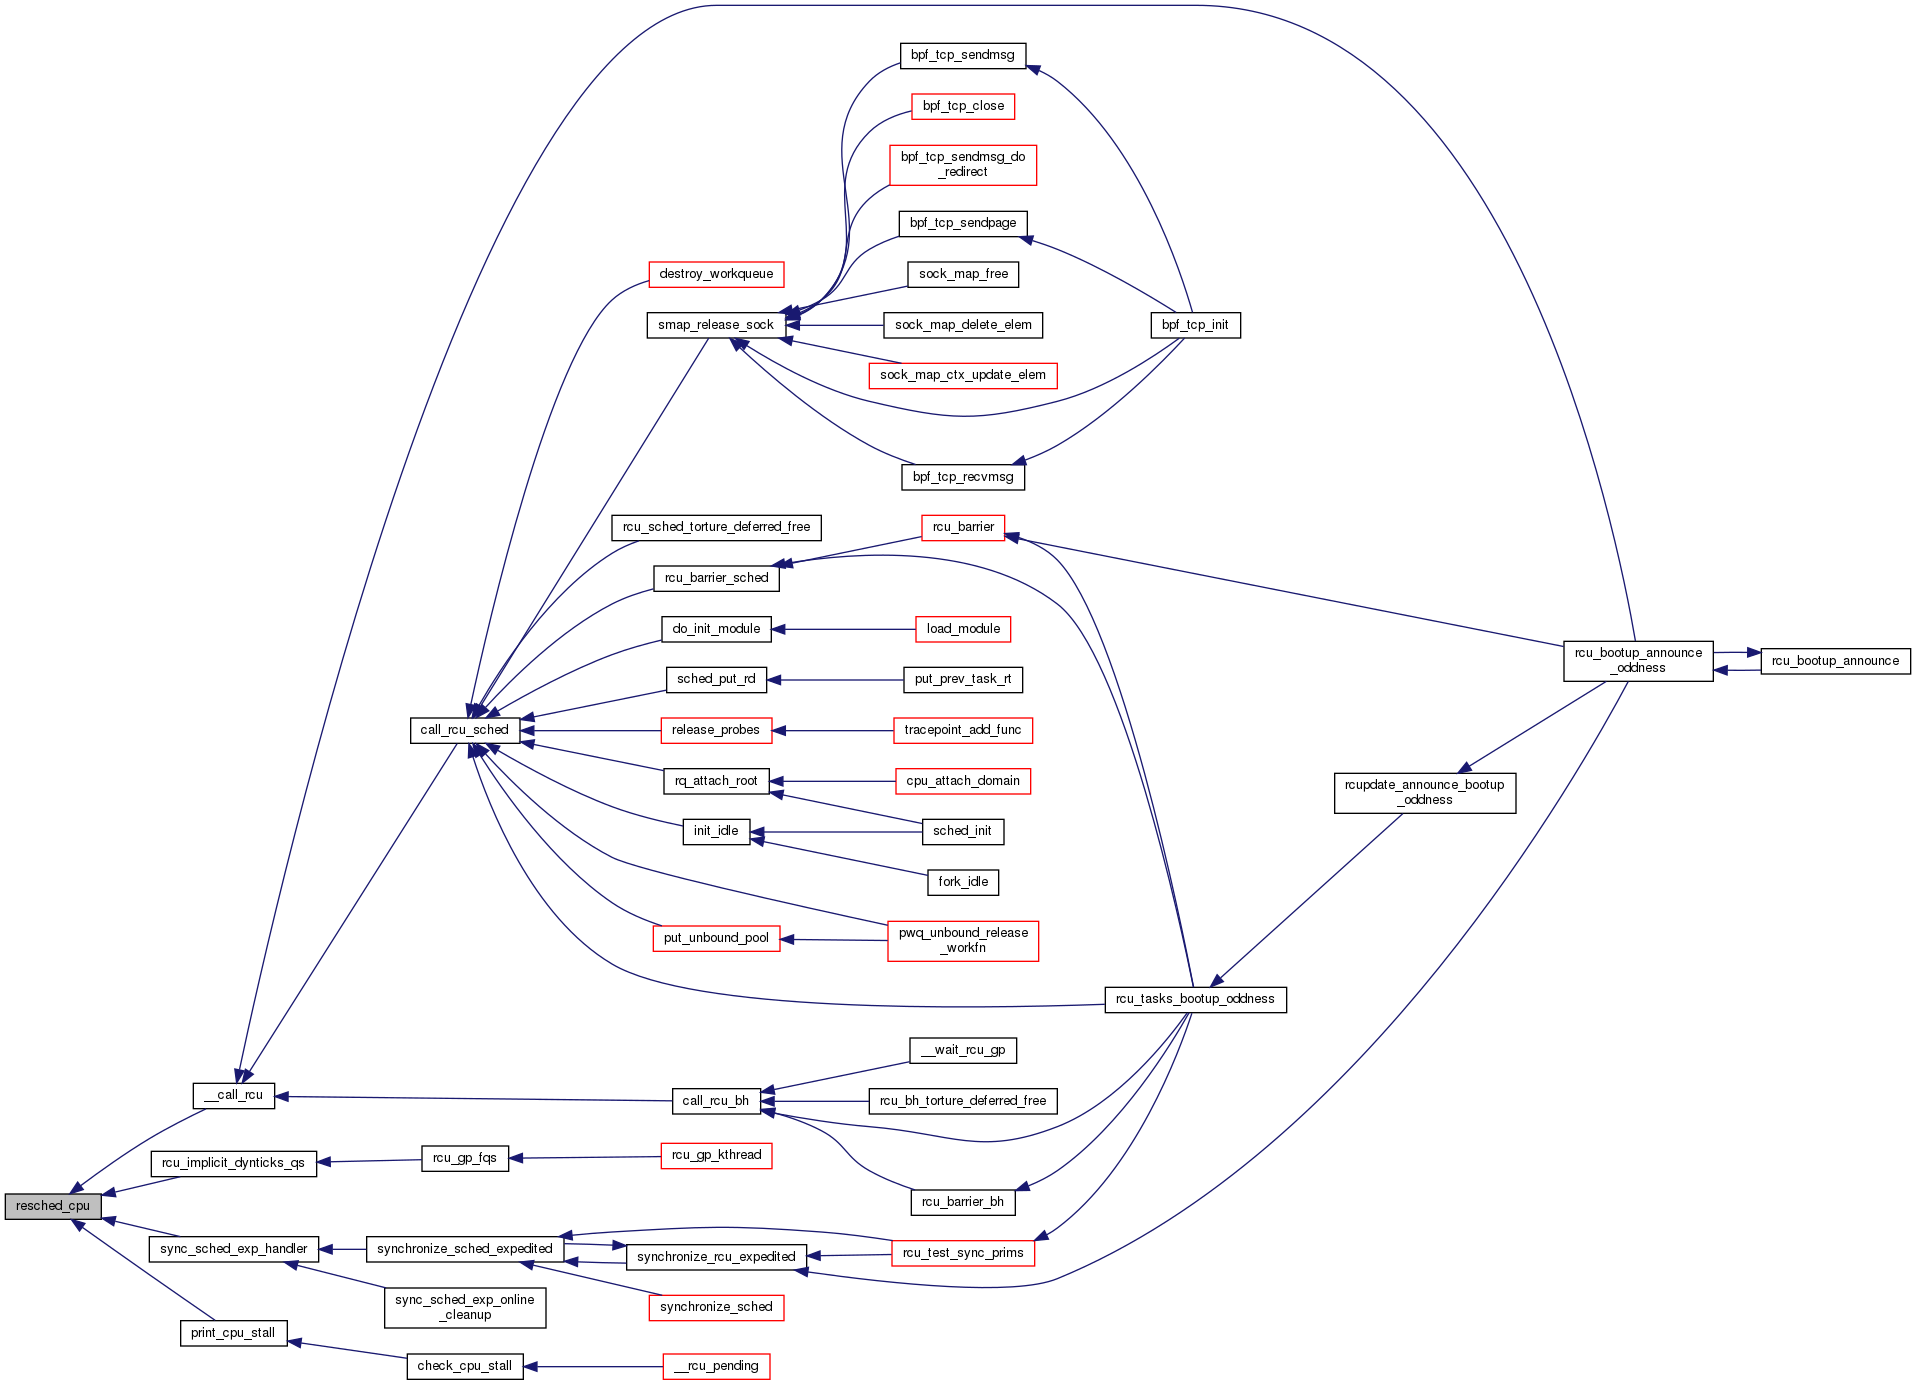 bpf_tcp_sendmsg
bpf_tcp_close
bpf_tcp_sendmsg_do
_redirect
bpf_tcp_sendpage
destroy_workqueue
sock_map_free
smap_release_sock
sock_map_delete_elem
bpf_tcp_init
sock_map_ctx_update_elem
bpf_tcp_recvmsg
rcu_sched_torture_deferred_free
rcu_barrier
rcu_barrier_sched
do_init_module
load_module
rcu_bootup_announce
_oddness
rcu_bootup_announce
sched_put_rd
put_prev_task_rt
call_rcu_sched
release_probes
tracepoint_add_func
rq_attach_root
cpu_attach_domain
rcupdate_announce_bootup
_oddness
init_idle
sched_init
fork_idle
put_unbound_pool
pwq_unbound_release
_workfn
rcu_tasks_bootup_oddness
__wait_rcu_gp
__call_rcu
call_rcu_bh
rcu_bh_torture_deferred_free
rcu_implicit_dynticks_qs
rcu_gp_fqs
rcu_gp_kthread
resched_cpu
rcu_barrier_bh
sync_sched_exp_handler
synchronize_sched_expedited
synchronize_rcu_expedited
rcu_test_sync_prims
sync_sched_exp_online
_cleanup
synchronize_sched
print_cpu_stall
check_cpu_stall
__rcu_pending